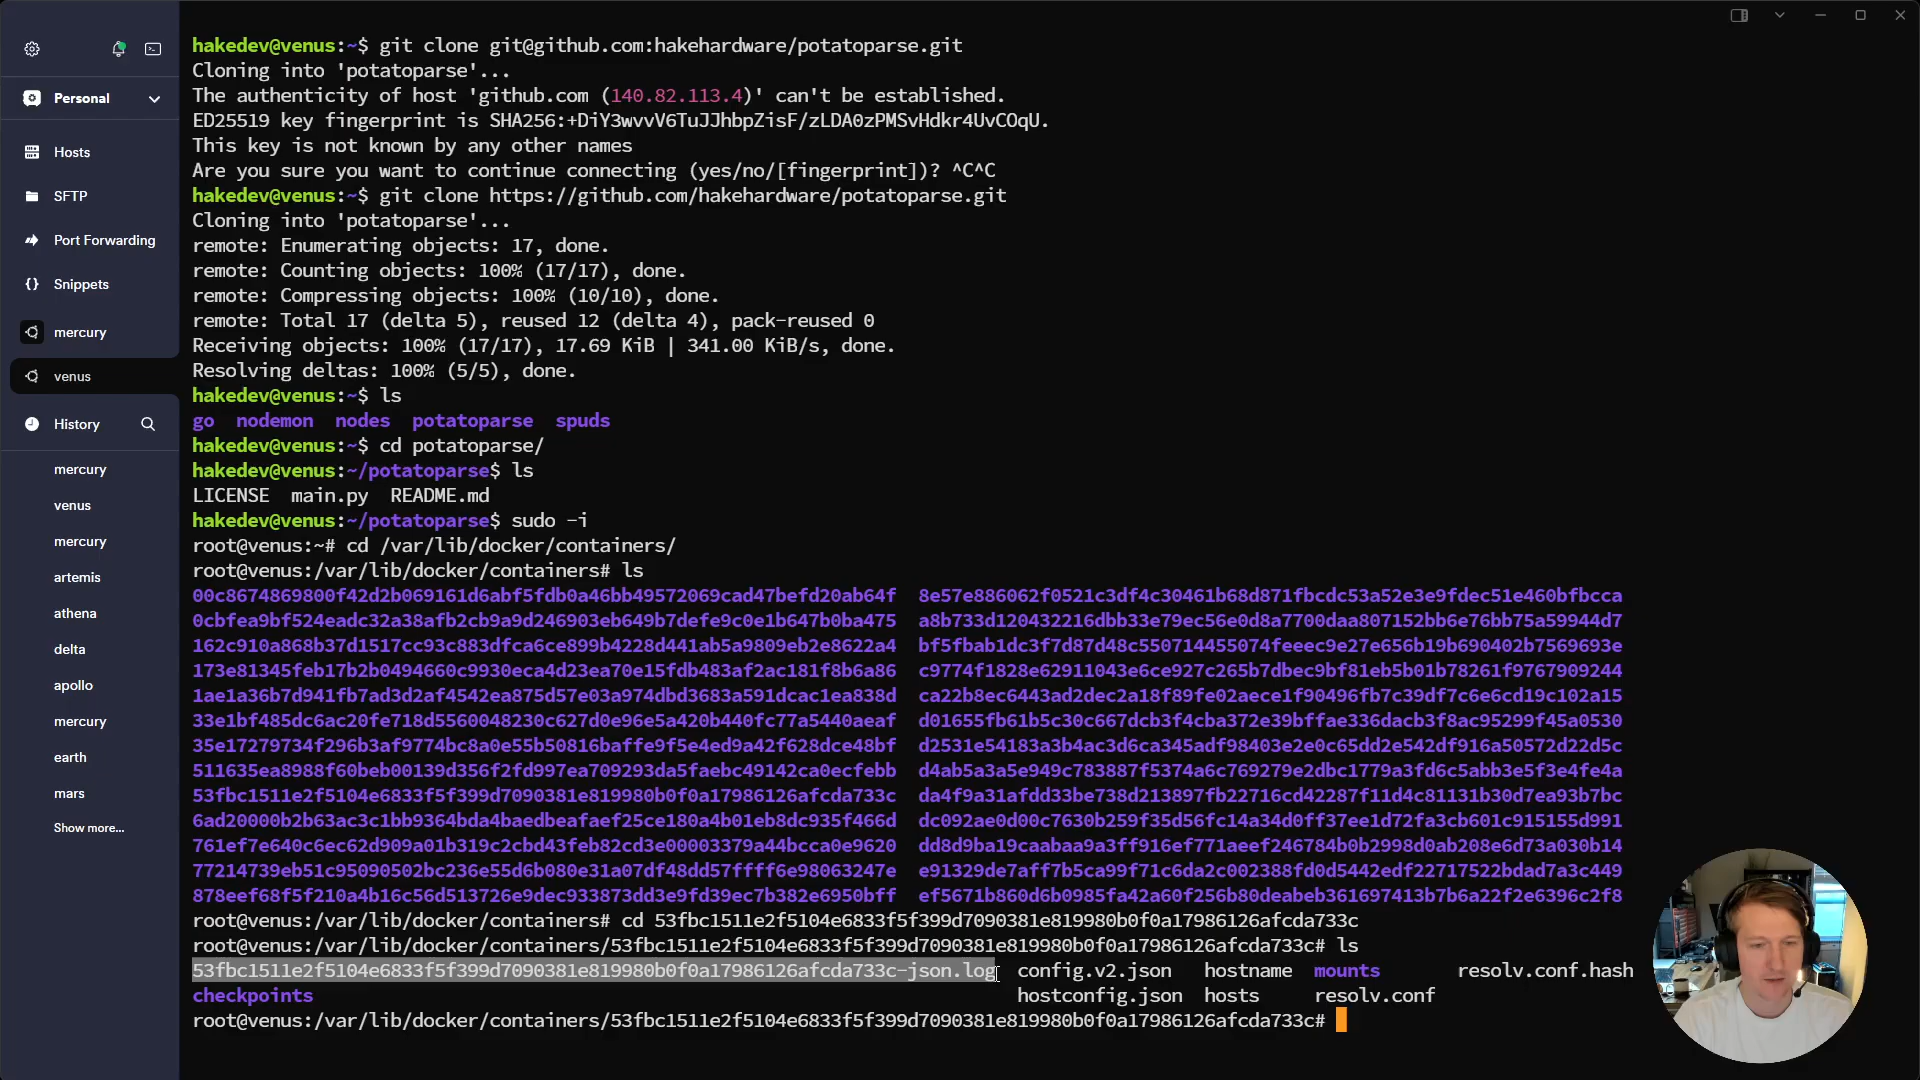 Personal
Hosts
SFTP
Port Forwarding
Snippets
mercury
venus
History
mercury
venus
mercury
artemis
athena
delta
apollo
mercury
earth
mars
Show more...
hakedev@venus:~$ git clone git@github.com:hakehardware/potatoparse.git
Cloning into 'potatoparse'...
The authenticity of host 'github.com (140.82.113.4)' can't be established.
ED25519 key fingerprint is SHA256:+DiY3wvvV6TuJJhbpZisF/zLDA0zPMSvHdkr4UvCOqU.
This key is not known by any other names
Are you sure you want to continue connecting (yes/no/[fingerprint])? ^C^C
hakedev@venus:~$ git clone https://github.com/hakehardware/potatoparse.git
Cloning into 'potatoparse'...
remote: Enumerating objects: 17, done.
remote: Counting objects: 100% (17/17), done.
remote: Compressing objects: 100% (10/10), done.
remote: Total 17 (delta 5), reused 12 (delta 4), pack-reused 0
Receiving objects: 100% (17/17), 17.69 KiB | 341.00 KiB/s, done.
Resolving deltas: 100% (5/5), done.
hakedev@venus:~$ ls
go nodemon nodes potatoparse spuds
hakedev@venus:~$ cd potatoparse/
hakedev@venus:~/potatoparse$ ls
LICENSE main.py README.md
hakedev@venus:~/potatoparse$ sudo -i
root@venus:~# cd /var/lib/docker/containers/
root@venus:/var/lib/docker/containers# ls
00c8674869800f42d2b069161d6abf5fdb0a46bb49572069cad47befd20ab64f 8e57e886062f0521c3df4c30461b68d871fbcdc53a52e3e9fdec51e460bfbcca
0cbfea9bf524eadc32a38afb2cb9a9d246903eb649b7defe9c0e1b647b0ba475 a8b733d120432216dbb33e79ec56e0d8a7700daa807152bb6e76bb75a59944d7
162c910a868b37d1517cc93c883dfca6ce899b4228d441ab5a9809eb2e8622a4 bf5fbab1dc3f7d87d48c550714455074feeec9e27e656b19b690402b7569693e
173e81345feb17b2b0494660c9930eca4d23ea70e15fdb483af2ac181f8b6a86 c9774f1828e62911043e6ce927c265b7dbec9bf81eb5b01b78261f9767909244
1ae1a36b7d941fb7ad3d2af4542ea875d57e03a974dbd3683a591dcac1ea838d ca22b8ec6443ad2dec2a18f89fe02aece1f90496fb7c39df7c6e6cd19c102a15
33e1bf485dc6ac20fe718d5560048230c627d0e96e5a420b440fc77a5440aeaf d01655fb61b5c30c667dcb3f4cba372e39bffae336dacb3f8ac95299f45a0530
35e17279734f296b3af9774bc8a0e55b50816baffe9f5e4ed9a42f628dce48bf d2531e54183a3b4ac3d6ca345adf98403e2e0c65dd2e542df916a50572d22d5c
511635ea8988f60beb00139d356f2fd997ea709293da5faebc49142ca0ecfebb d4ab5a3a5e949c783887f5374a6c769279e2dbc1779a3fd6c5abb3e5f3e4fe4a
53fbc1511e2f5104e6833f5f399d7090381e819980b0f0a17986126afcda733c da4f9a31afdd33be738d213897fb22716cd42287f11d4c81131b30d7ea93b7bc
6ad20000b2b63ac3c1bb9364bda4baedbeafaef25ce180a4b01eb8dc935f466d dc092ae0d00c7630b259f35d56fc14a34d0ff37ee1d72fa3cb601c915155d991
761ef7e640c6ec62d909a01b319c2cbd43feb82cd3e00003379a44bcca0e9620 dd8d9ba19caabaa9a3ff916ef771aeef246784b0b2998d0ab208e6d73a030b14
77214739eb51c95090502bc236e55d6b080e31a07df48dd57ffff6e98063247e e91329de7aff7b5ca99f71c6da2c002388fd0d5442edf22717522bdad7a3c449
878eef68f5f210a4b16c56d513726e9dec933873dd3e9fd39ec7b382e6950bff ef5671b860d6b0985fa42a60f256b80deabeb361697413b7b6a22f2e6396c2f8
root@venus:/var/lib/docker/containers# cd 53fbc1511e2f5104e6833f5f399d7090381e819980b0f0a17986126afcda733c
root@venus:/var/lib/docker/containers/53fbc1511e2f5104e6833f5f399d7090381e819980b0f0a17986126afcda733c# ls
53fbc1511e2f5104e6833f5f399d7090381e819980b0f0a17986126afcda733c-json.log config.v2.json hostname mounts resolv.conf.hash
checkpoints hostconfig.json hosts resolv.conf
root@venus:/var/lib/docker/containers/53fbc1511e2f5104e6833f5f399d7090381e819980b0f0a17986126afcda733c#